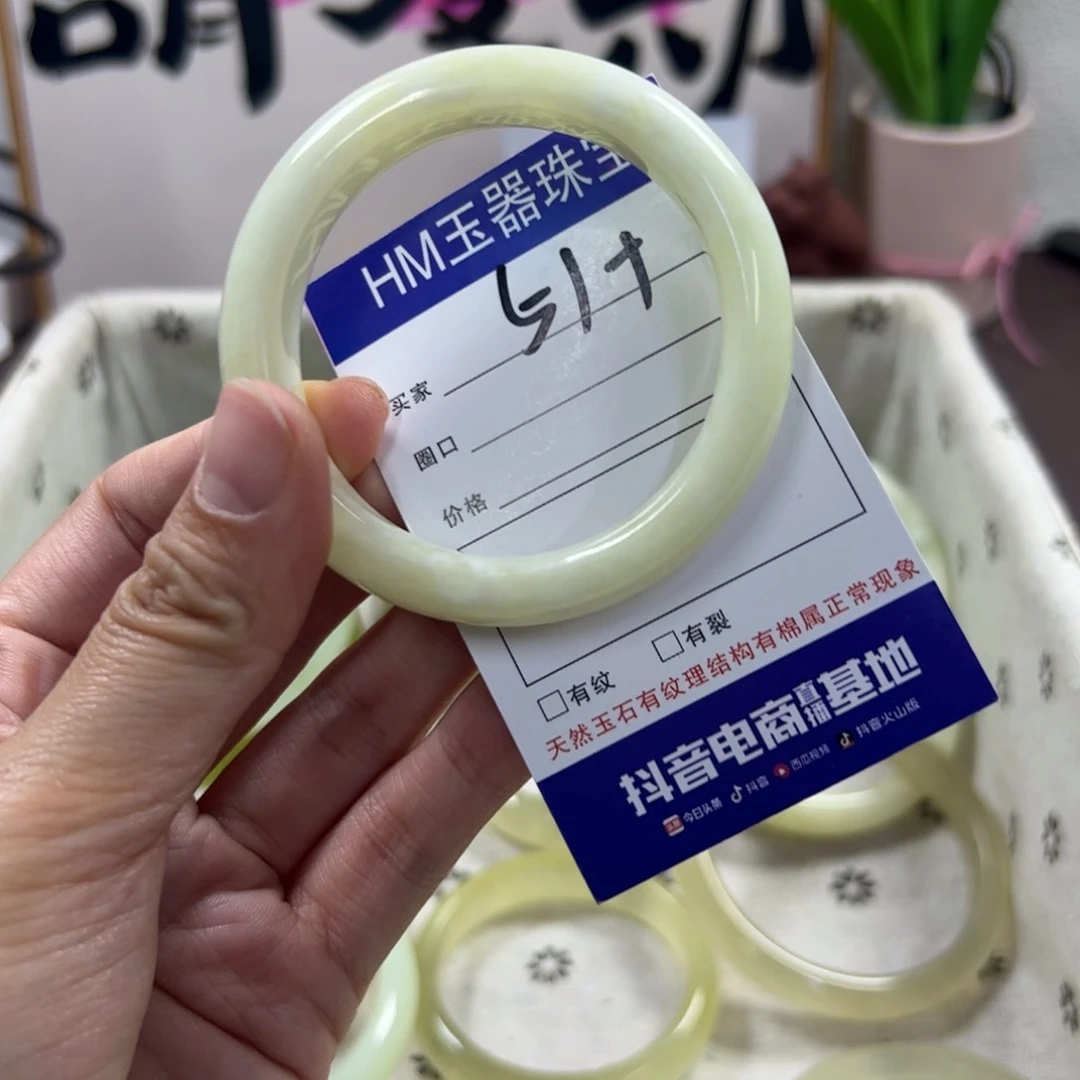 HM玉器珠宝
买家
圈口
价格
有纹 有裂
天然玉石有纹理结构有棉属正常现象
抖音电商直播基地
今日头条 抖音 西瓜视频 抖音火山版